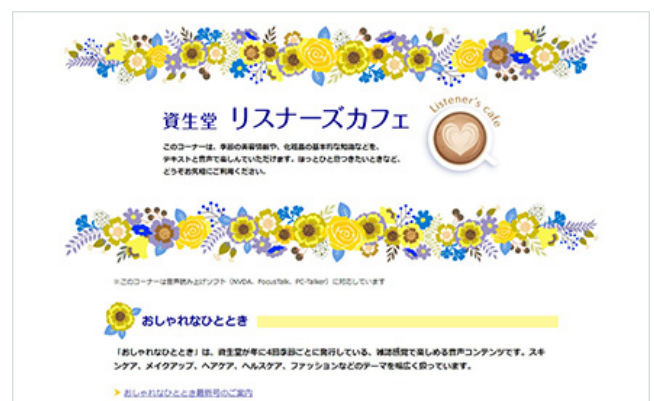 資生堂 リスナーズカフェ
Listener's cafe
このコーナーは、季節の美容情報や、化粧品の基本的な知識などを、
テキストと音声で楽しんでいただけます。ほっとひと息つきたいときなど、
どうぞお気軽にご利用ください。
※このコーナーは音声読み上げソフト（NVDA、FocusTalk、PC-Talker）に対応しています
おしゃれなひととき
「おしゃれなひととき」は、資生堂が年に4回季節ごとに発行している、雑誌感覚で楽しめる音声コンテンツです。スキ
ンケア、メイクアップ、ヘアケア、ヘルスケア、ファッションなどのテーマを幅広く扱っています。
おしゃれなひととき最新号のご案内